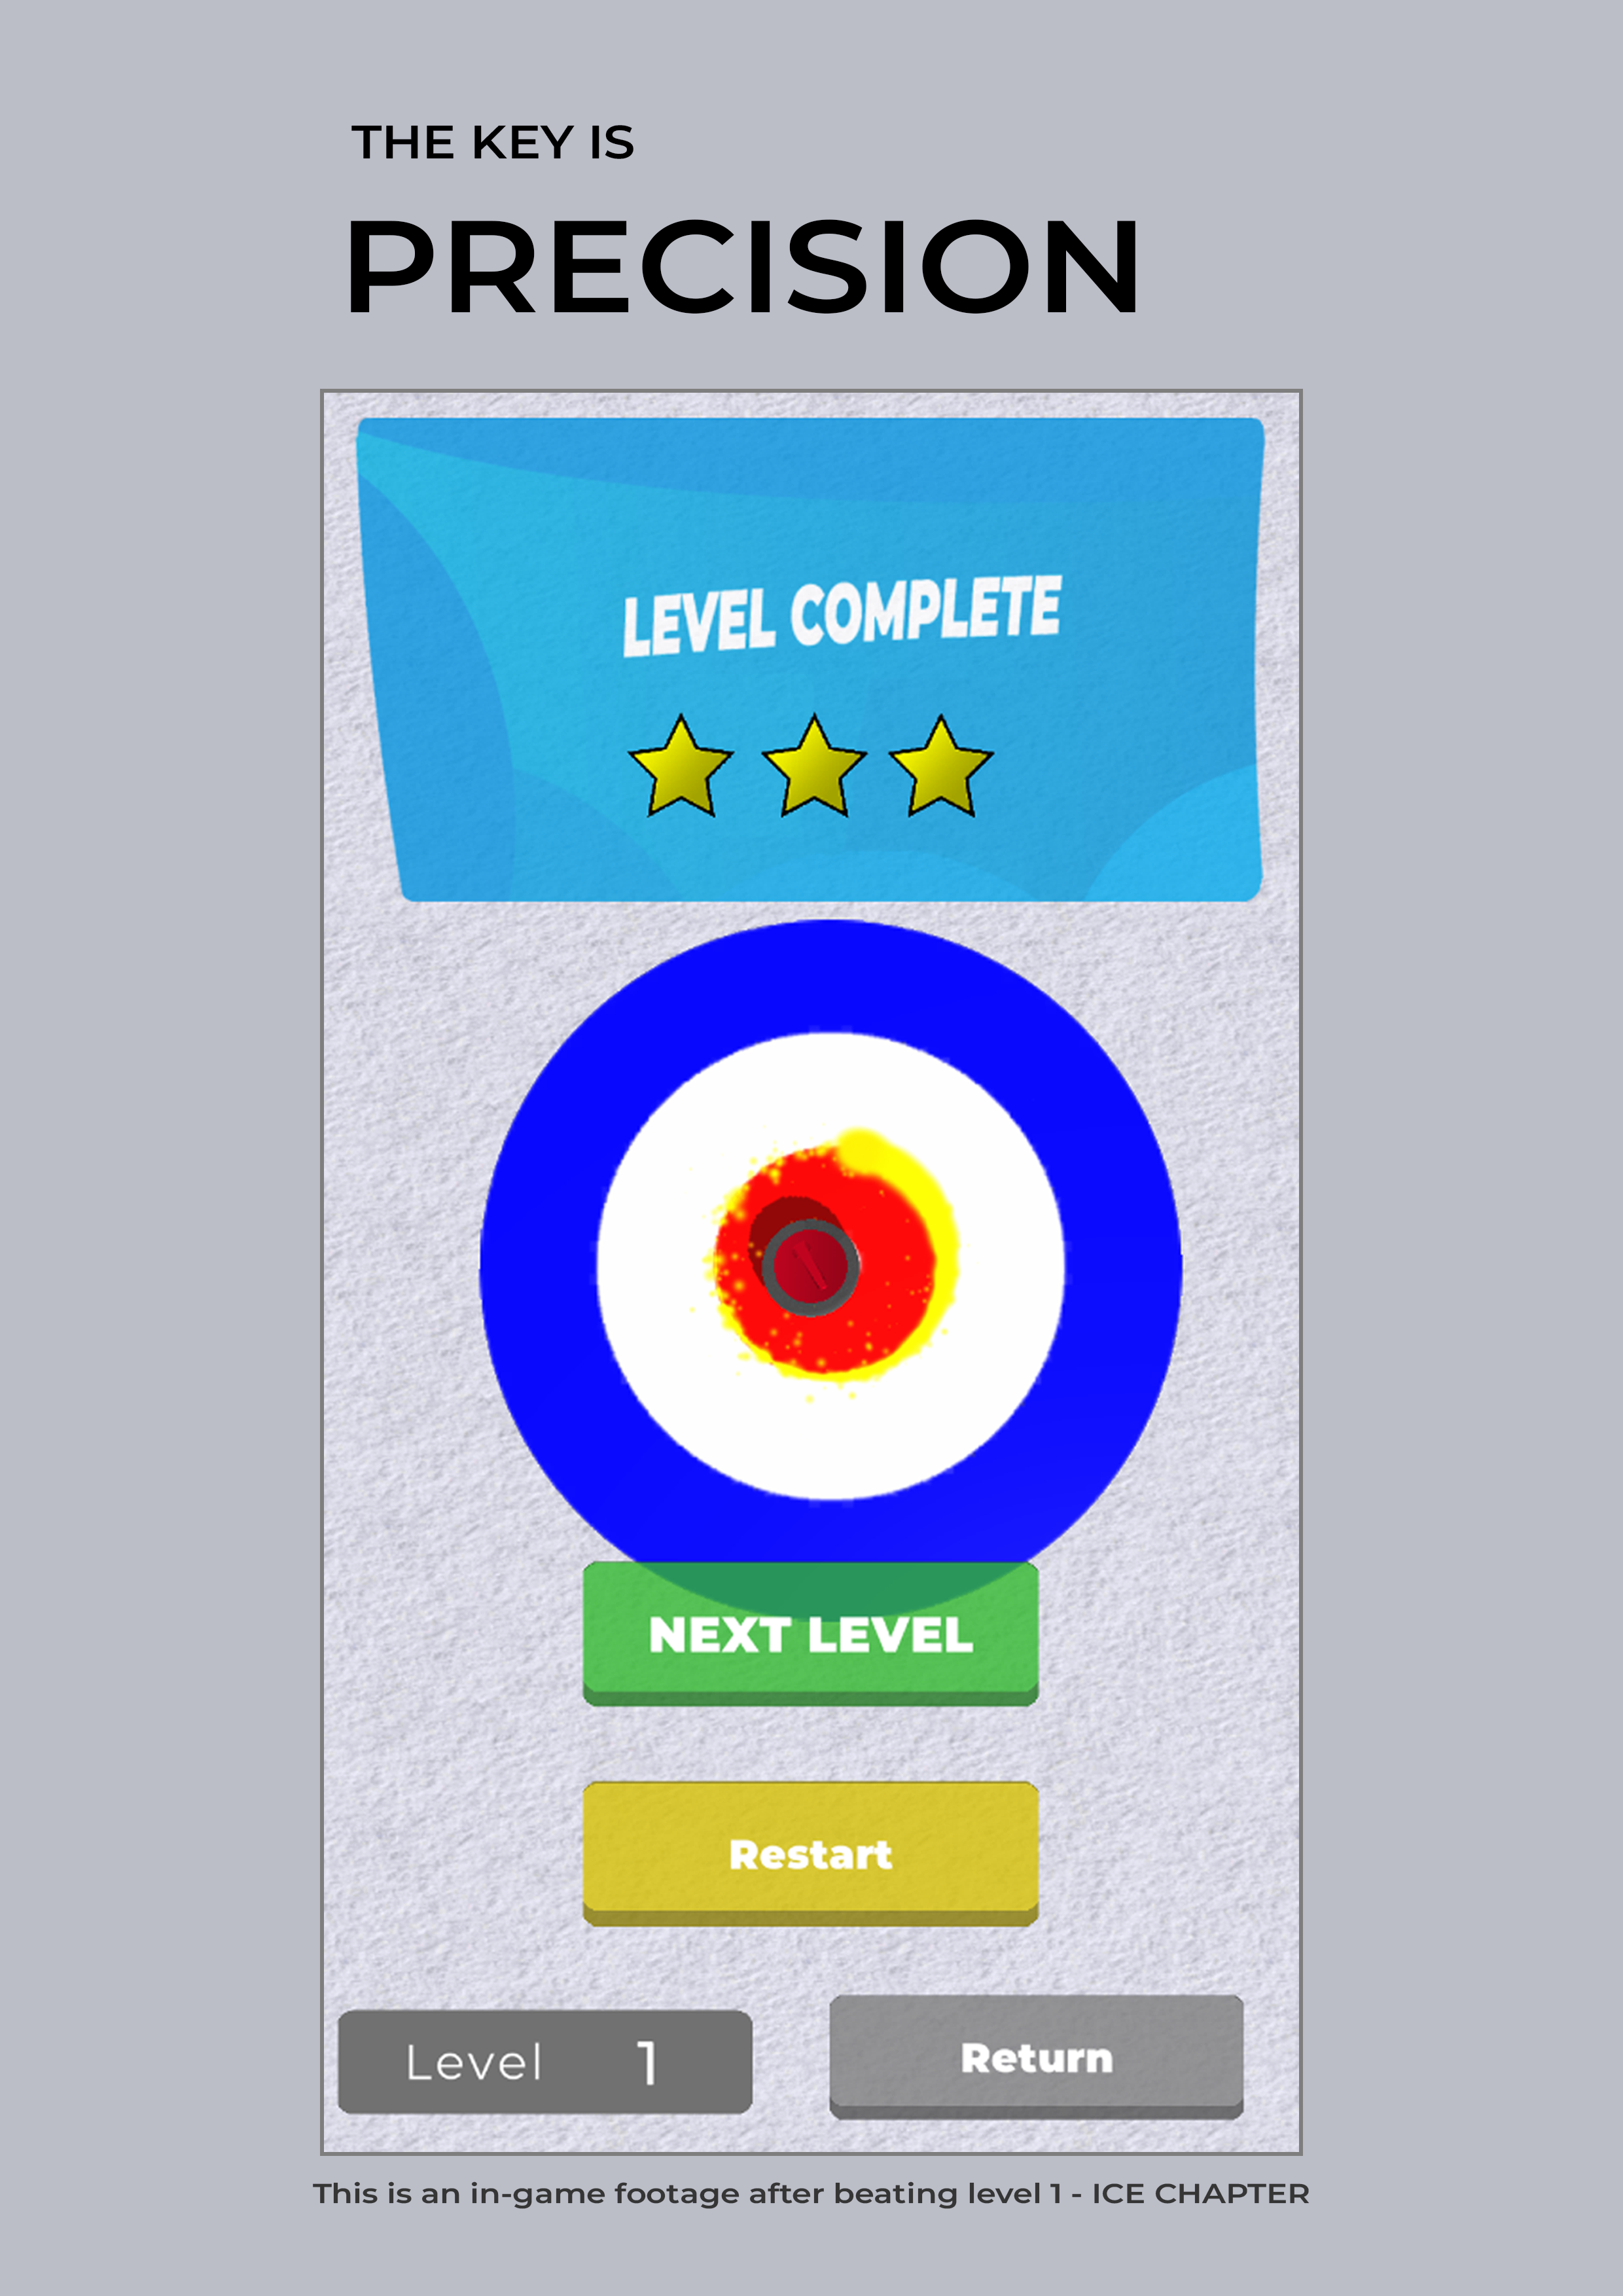 THE KEY IS
PRECISION
LEVEL COMPLETE
NEXT LEVEL
Restart
Level 1
Return
This is an in-game footage after beating level 1 - ICE CHAPTER